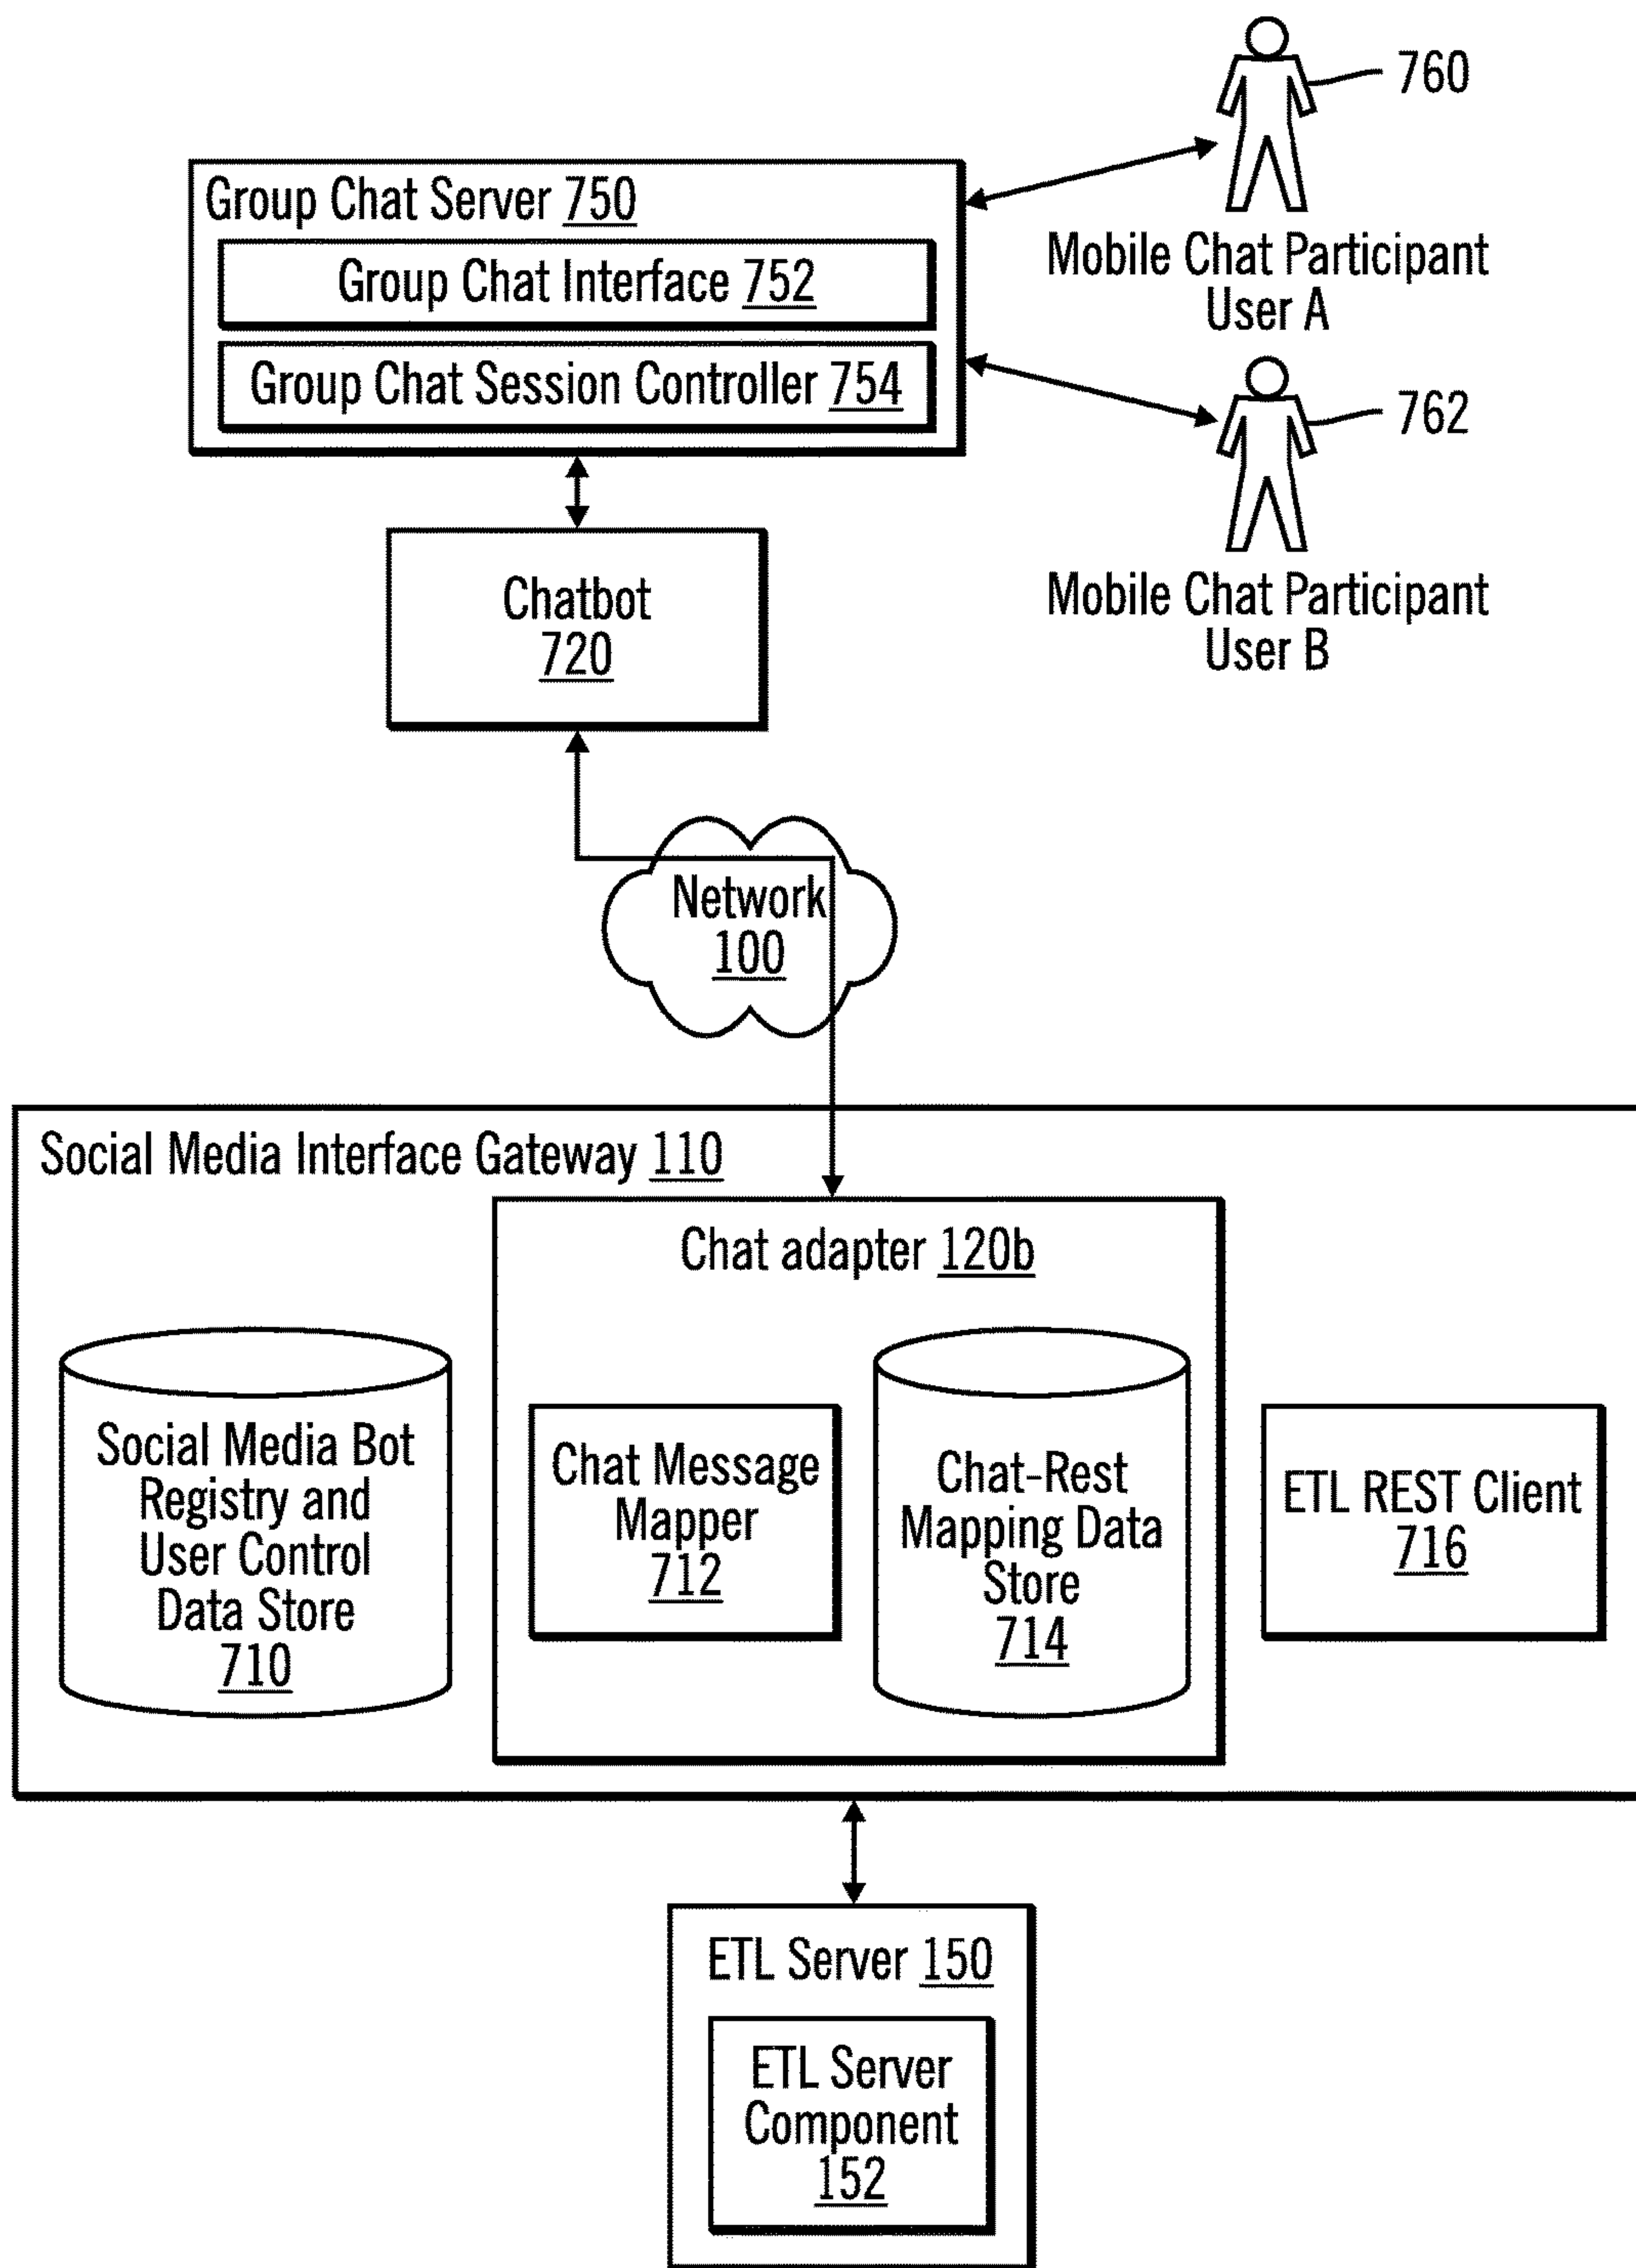 760
Group Chat Server 750
Group Chat Interface 752
Group Chat Session Controller 754
Mobile Chat Participant
User A
762
Mobile Chat Participant
User B
Chatbot
720
Network
100
Social Media Interface Gateway 110
Chat adapter 120b
Social Media Bot
Registry and
User Control
Data Store
710
Chat Message
Mapper
712
Chat-Rest
Mapping Data
Store
714
ETL REST Client
716
ETL Server 150
ETL Server
Component
152